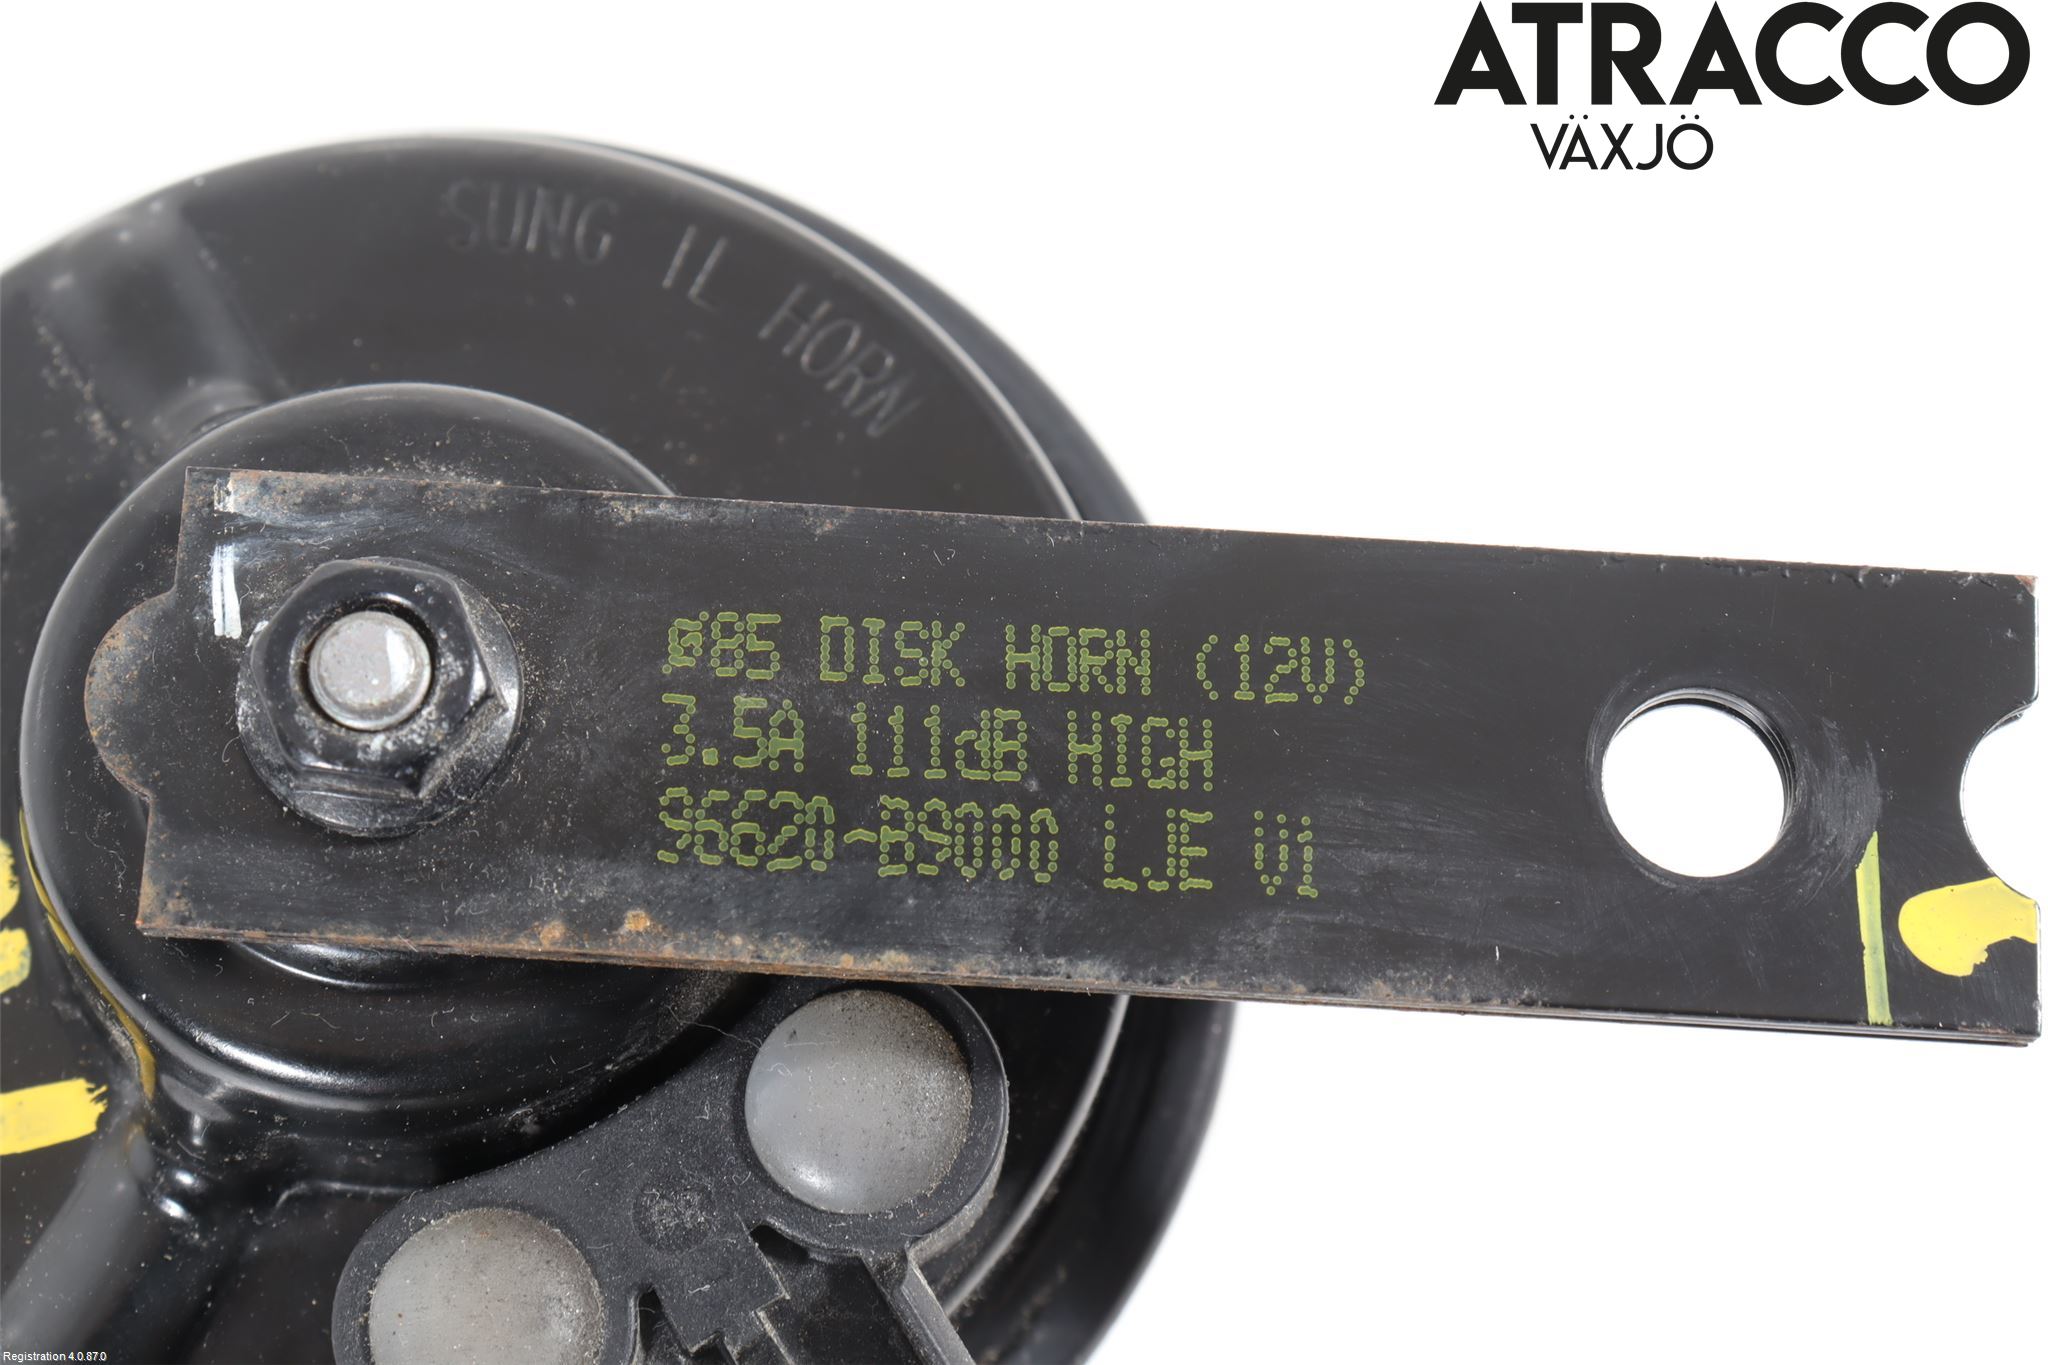 ATRACCO
VÄXJÖ
SUNG IL HORN
Ø85 DISK HORN (12V)
3.5A 111dB HIGH
96620-B9000 LJE V1
Registration 4.0.87.0